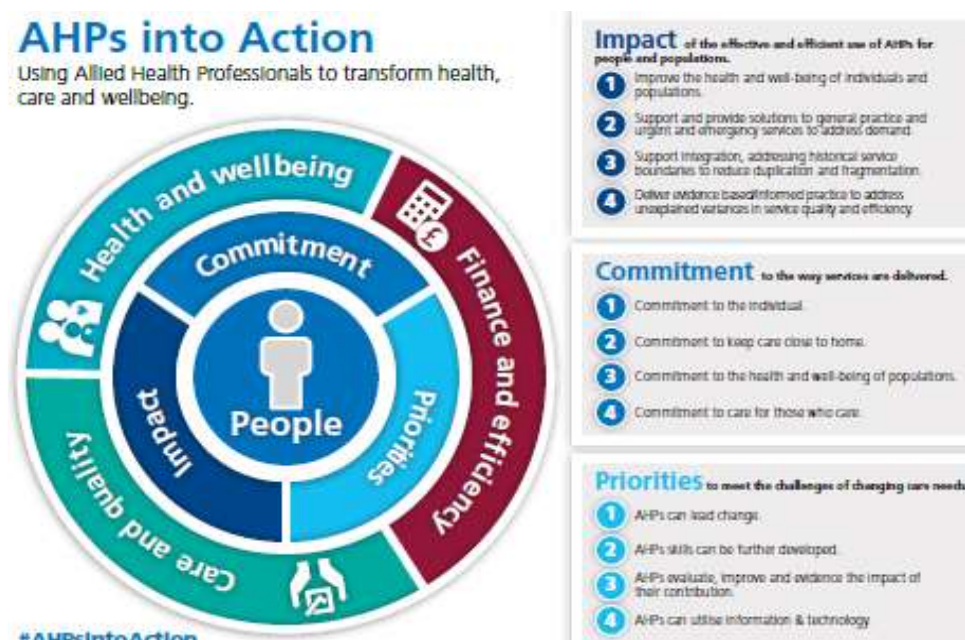 AHPs into Action
Using Allied Health Professionals to transform health,
care and wellbeing.
Health and wellbeing
Finance and efficiency
Care and quality
Commitment
Impact
Priorities
People
£
#AHPsintoAction
Impact of the effective and efficient use of AHPs for
people and populations.
1 Improve the health and well-being of individuals and
populations.
2 Support and provide solutions to general practice and
urgent and emergency services to address demand
3 Support integration, addressing historical service
boundaries to reduce duplication and fragmentation.
4 Deliver evidence based/informed practice to address
unexplained variances in service quality and efficiency
Commitment to the way services are delivered.
1 Commitment to the individual.
2 Commitment to keep care close to home.
3 Commitment to the health and well-being of populations.
4 Commitment to care for those who care.
Priorities to meet the challenges of changing care needs
1 AHPs can lead change.
2 AHPs skills can be further developed.
3 AHPs evaluate, improve and evidence the impact of
their contribution.
4 AHPs can utilise information & technology